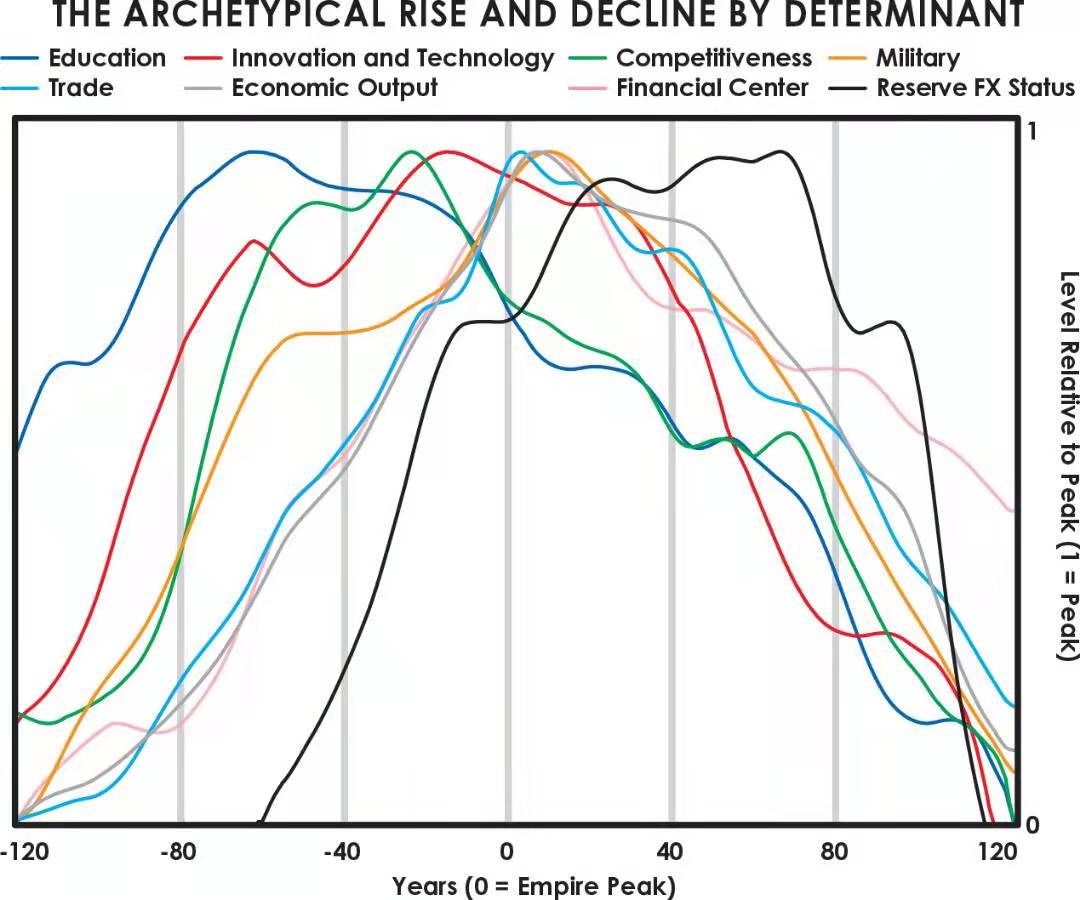 THE ARCHETYPICAL RISE AND DECLINE BY DETERMINANT
Education Innovation and Technology Competitiveness Military
Trade Economic Output Financial Center Reserve FX Status
1
Level Relative to Peak (1 = Peak)
0
-120 -80 -40 0 40 80 120
Years (0 = Empire Peak)